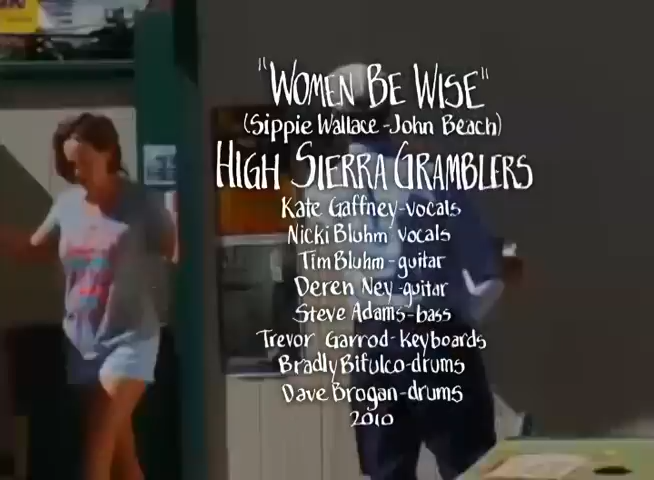 "WOMEN BE WISE"
(Sippie Wallace-John Beach)
HIGH SIERRA GRAMBLERS
Kate Gaffney-vocals
Nicki Bluhm vocals
Tim Bluhm-guitar
Deren Ney-guitar
Steve Adams-bass
Trevor Garrod-keyboards
Bradly Bifulco-drums
Dave Brogan-drums
2010